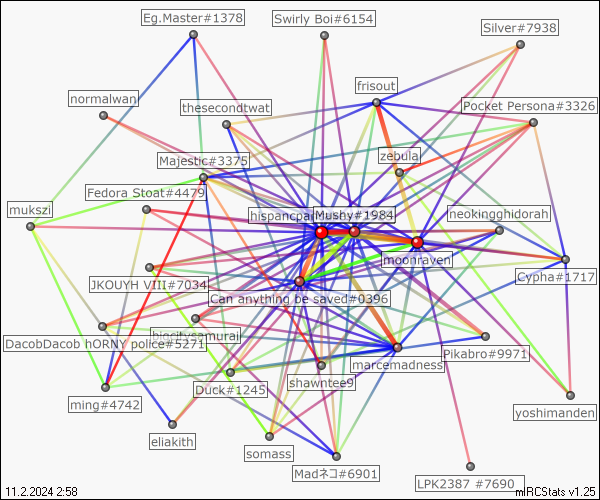 Eg.Master#1378
Swirly Boi#6154
Silver#7938
frisout
normalwan
thesecondtwat
Pocket Persona#3326
zebulai
Majestic#3375
Fedora Stoat#4479
mukszi
Mushy#1984
neokingghidorah
moonraven
JKOUYH VIII#7034
Cypha#1717
Can anything be saved#0396
DacobDacob hORNY police#5271
Pikabro#9971
marcemadness
shawntee9
Duck#1245
ming#4742
yoshimanden
eliakith
somass
Madネコ#6901
LPK2387 #7690
11.2.2024 2:58
mIRCStats v1.25